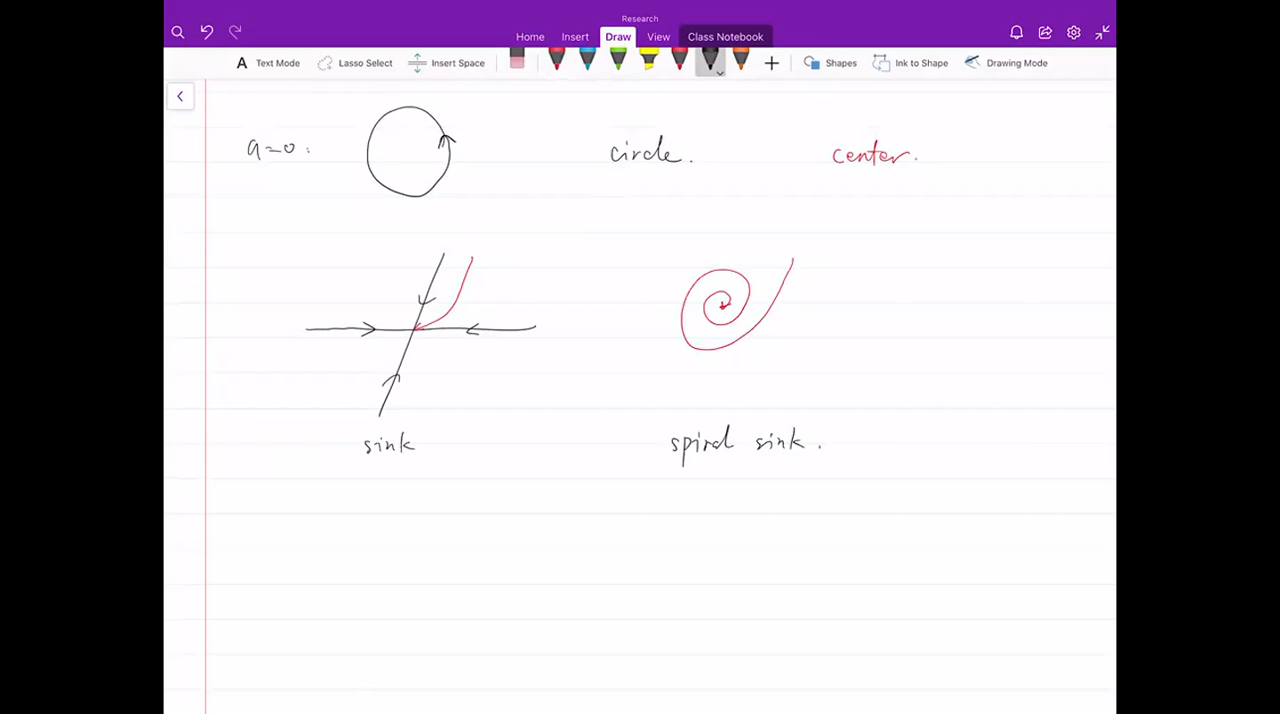 Research
Home Insert Draw View Class Notebook
A Text Mode Lasso Select Insert Space Shapes Ink to Shape Drawing Mode
a=0: circle. center.
sink spiral sink.